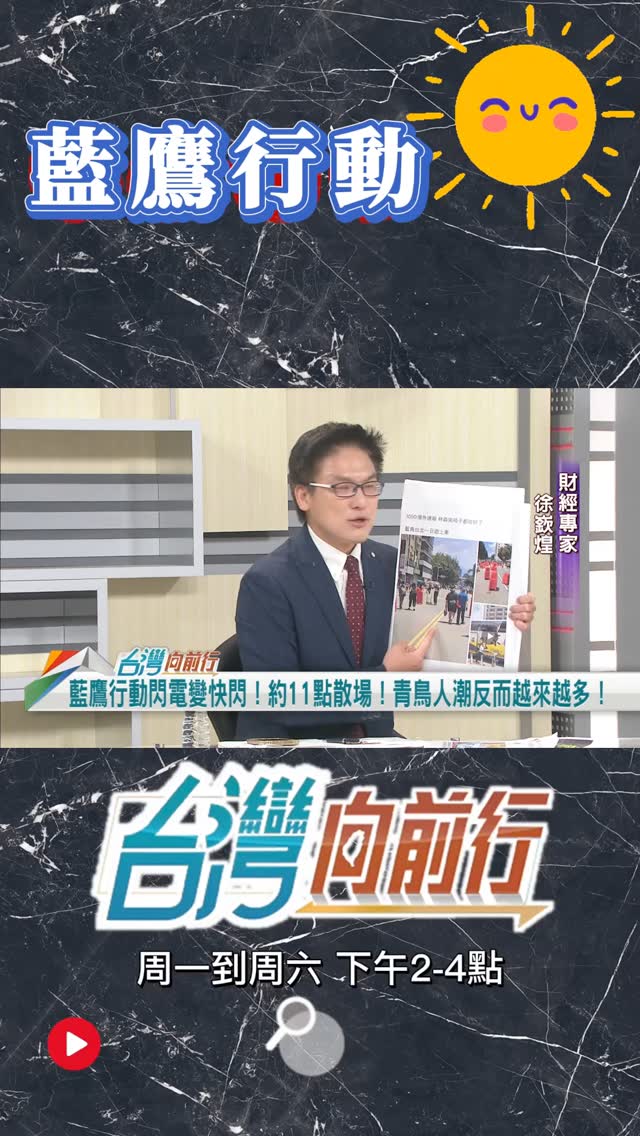 藍鷹行動
財經專家
徐嶔煌
台灣向前行
藍鷹行動閃電變快閃！約11點散場！青鳥人潮反而越來越多！
台灣向前行
周一到周六 下午2-4點